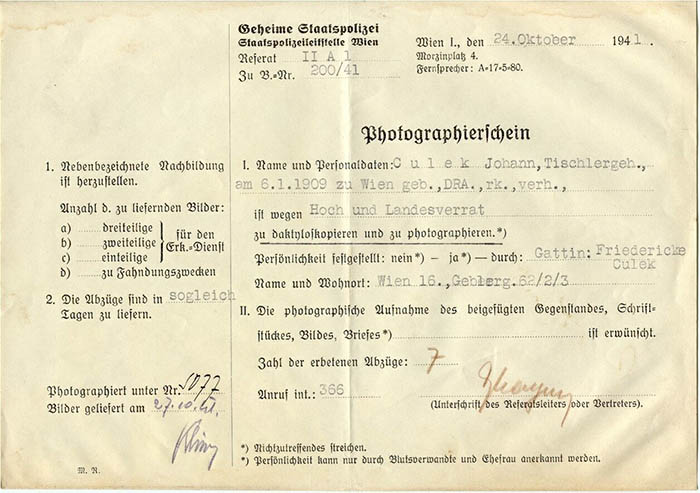 Geheime Staatspolizei
Staatspolizeileitstelle Wien
Referat II A 1
Zu B.=Nr. 200/41
Wien I., den 24. Oktober 1941.
Morzinplatz 4.
Fernsprecher: A=17=5=80.
Photographierschein
1. Nebenbezeichnete Nachbildung
ist herzustellen.
Anzahl d. zu liefernden Bilder:
a) dreiteilige
b) zweiteilige
c) einteilige
für den
Erk.=Dienst
d) zu Fahndungszwecken
2. Die Abzüge sind in sogleich
Tagen zu liefern.
Photographiert unter Nr. 5077
Bilder geliefert am 27.10.41.
M. R.
I. Name und Personaldaten: Culek Johann, Tischlergeh.,
am 6.1.1909 zu Wien geb., DRA., rk., verh.,
ist wegen Hoch und Landesverrat
zu daktyloskopieren und zu photographieren.*)
Persönlichkeit festgestellt: nein*) – ja*) — durch: Gattin: Friedericke
Culek
Name und Wohnort: Wien 16., Geblerg. 62/2/3
II. Die photographische Aufnahme des beigefügten Gegenstandes, Schrift=
stückes, Bildes, Briefes*) ist erwünscht.
Zahl der erbetenen Abzüge: 7
Anruf int.: 366
(Unterschrift des Referatsleiters oder Vertreters).
*) Nichtzutreffendes streichen.
*) Persönlichkeit kann nur durch Blutsverwandte und Ehefrau anerkannt werden.